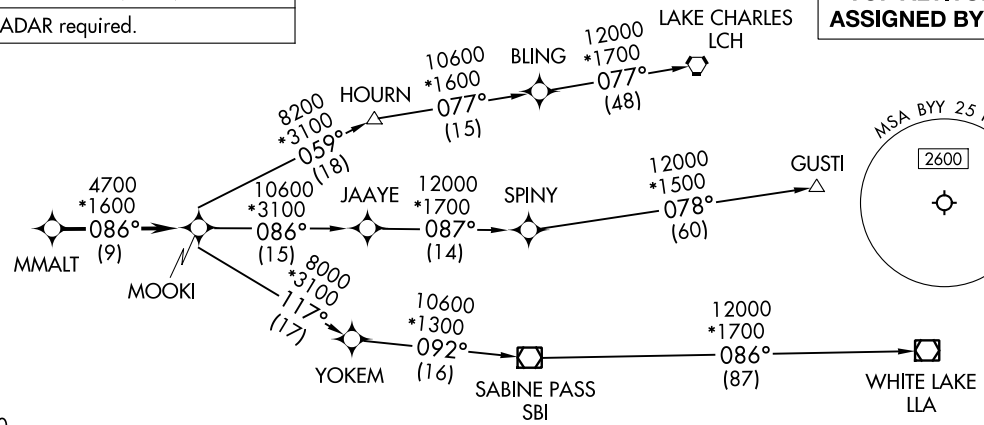 ADAR required.
ASSIGNED BY
LAKE CHARLES
LCH
12000
*1700
077°
(48)
BLING
10600
*1600
077°
(15)
HOURN
8200
*3100
059°
(18)
MSA BYY 25
2600
4700
*1600
086°
(9)
MMALT
MOOKI
10600
*3100
086°
(15)
JAAYE
12000
*1700
087°
(14)
SPINY
12000
*1500
078°
(60)
GUSTI
8000
*3100
117°
(17)
YOKEM
10600
*1300
092°
(16)
SABINE PASS
SBI
12000
*1700
086°
(87)
WHITE LAKE
LLA